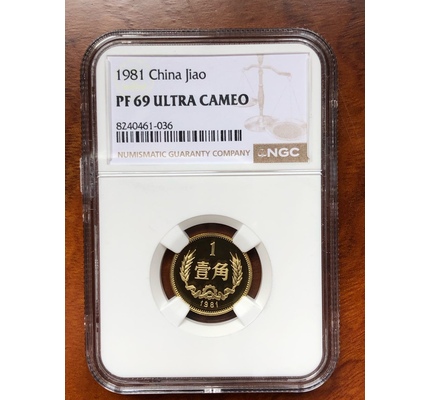 1981 China Jiao
PF 69 ULTRA CAMEO
8240461-036
NUMISMATIC GUARANTY COMPANY
NGC
1
壹角
1981